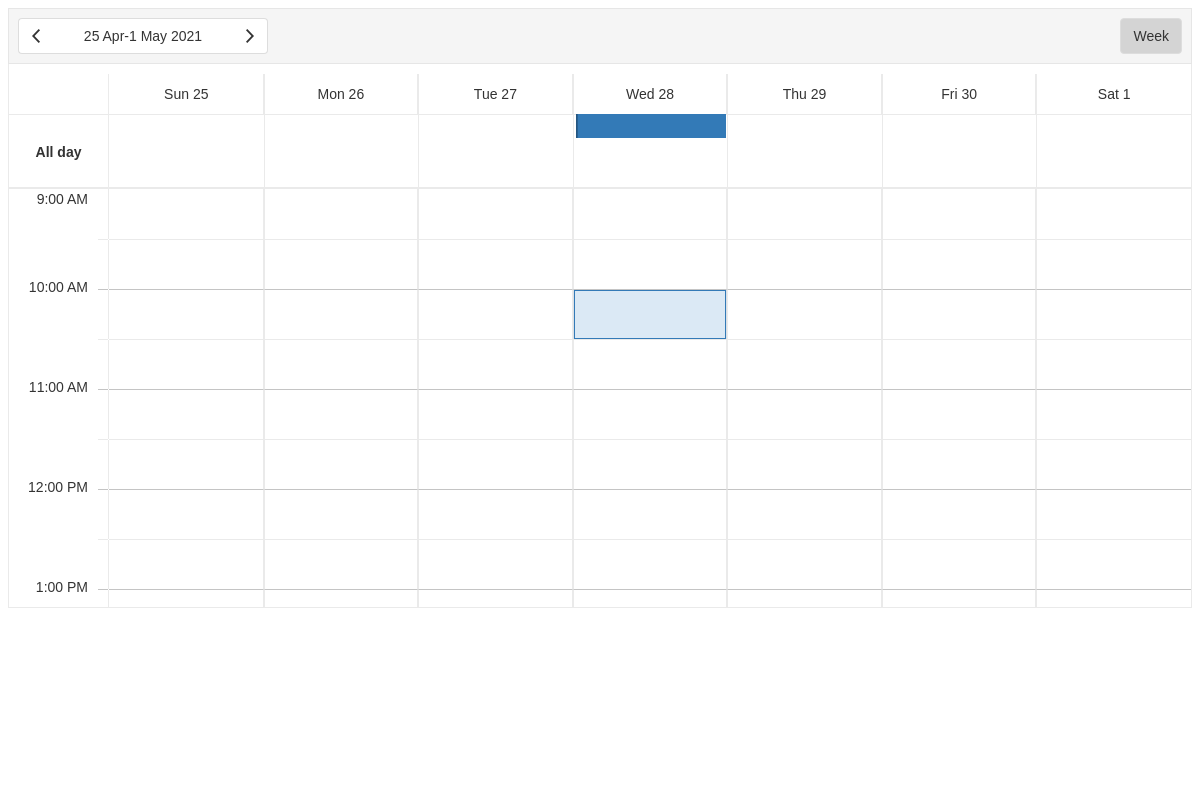 25 Apr-1 May 2021
Week
Sun 25
Mon 26
Tue 27
Wed 28
Thu 29
Fri 30
Sat 1
All day
9:00 AM
10:00 AM
11:00 AM
12:00 PM
1:00 PM